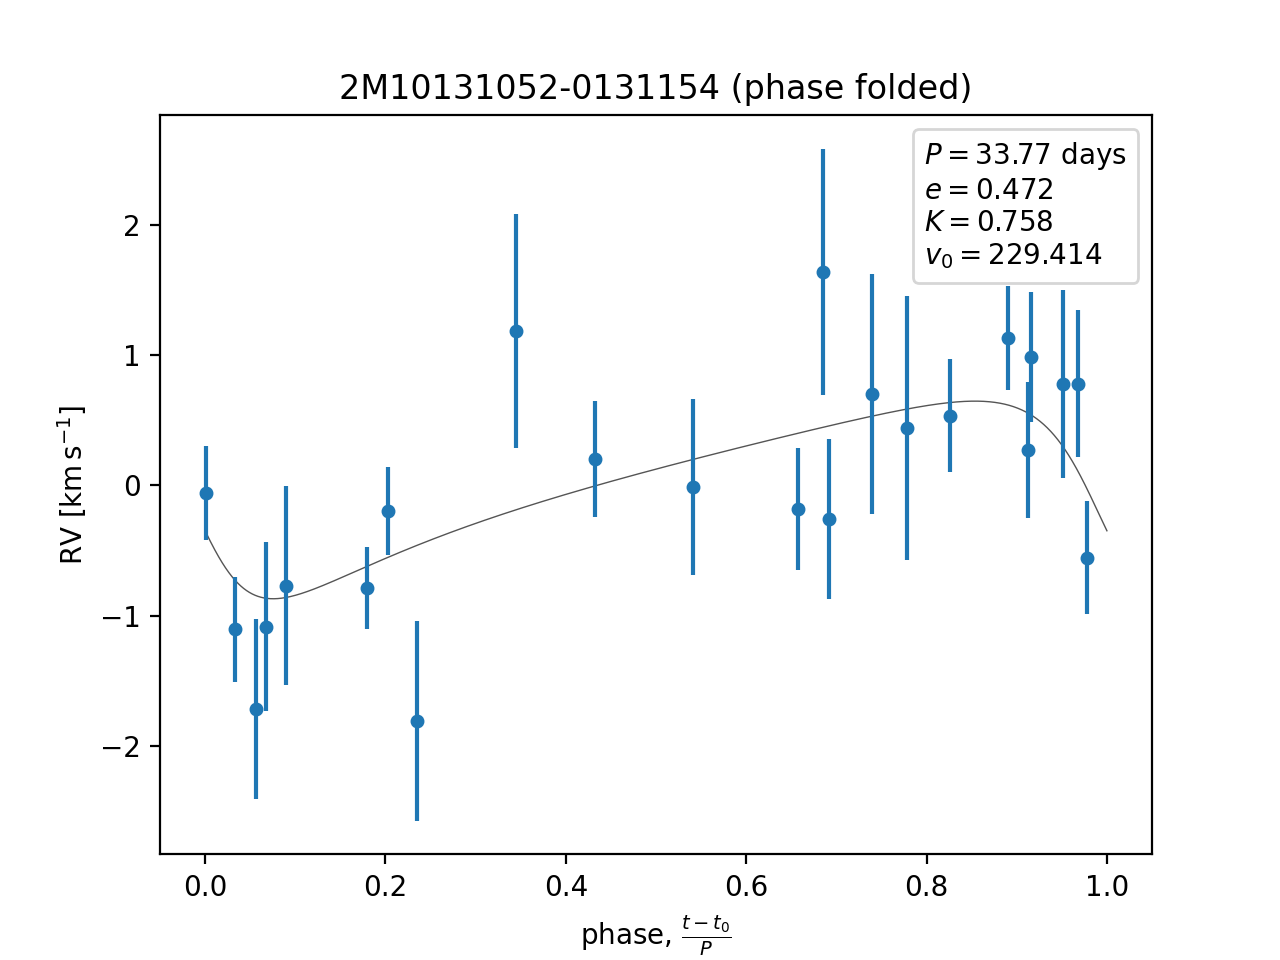 2M10131052-0131154 (phase folded)
P = 33.77 days
e = 0.472
K = 0.758
v₀ = 229.414
2
1
0
−1
−2
RV [km s⁻¹]
0.0 0.2 0.4 0.6 0.8 1.0
phase, (t − t₀)/P